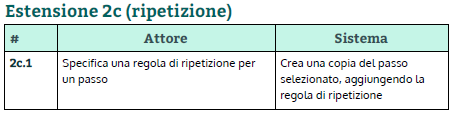 Estensione 2c (ripetizione)
# Attore Sistema
2c.1 Specifica una regola di ripetizione per un passo Crea una copia del passo selezionato, aggiungendo la regola di ripetizione